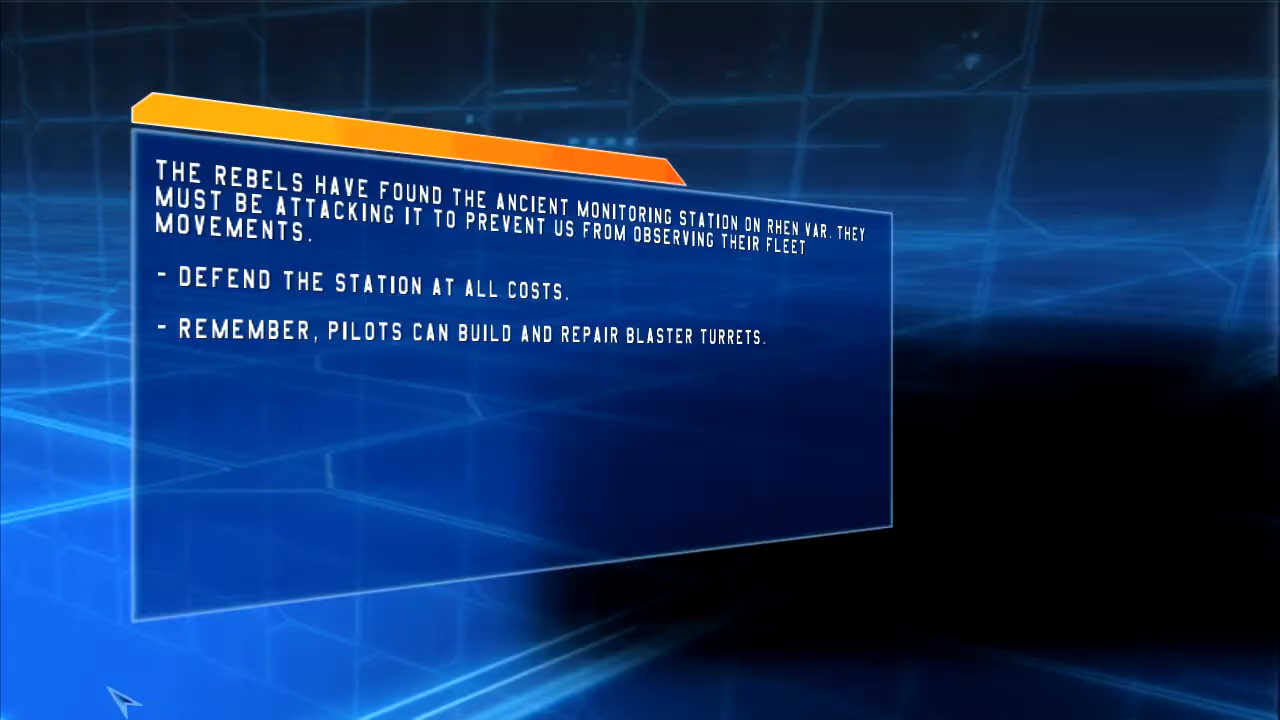 THE REBELS HAVE FOUND THE ANCIENT MONITORING STATION ON RHEN VAR. THEY
MUST BE ATTACKING IT TO PREVENT US FROM OBSERVING THEIR FLEET
MOVEMENTS.
- DEFEND THE STATION AT ALL COSTS.
- REMEMBER, PILOTS CAN BUILD AND REPAIR BLASTER TURRETS.